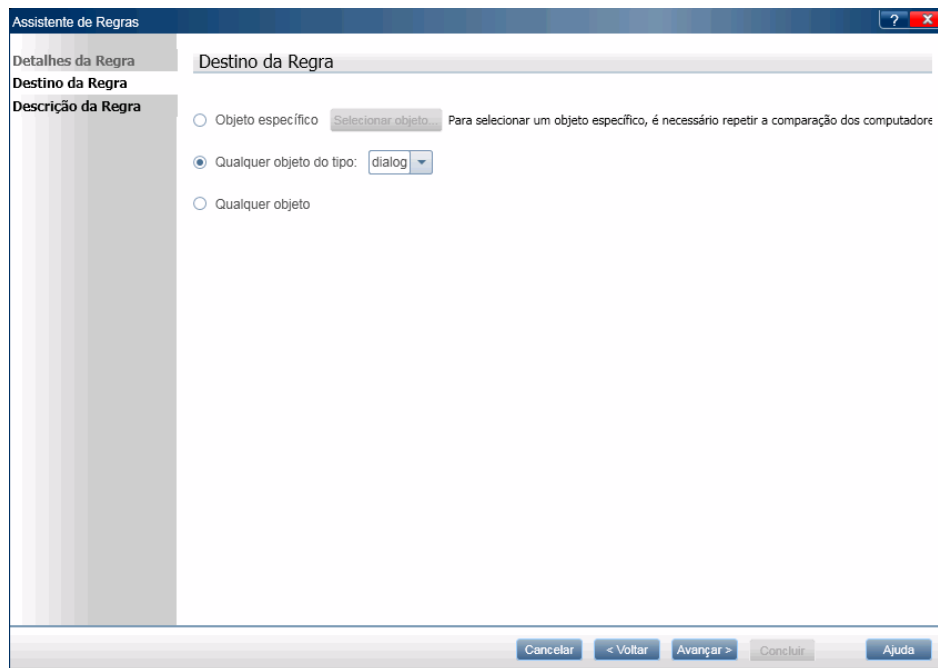 Assistente de Regras
?
X
Detalhes da Regra
Destino da Regra
Descrição da Regra
Destino da Regra
Objeto específico Selecionar objeto... Para selecionar um objeto específico, é necessário repetir a comparação dos computadore
Qualquer objeto do tipo: dialog
Qualquer objeto
Cancelar < Voltar Avançar > Concluir Ajuda